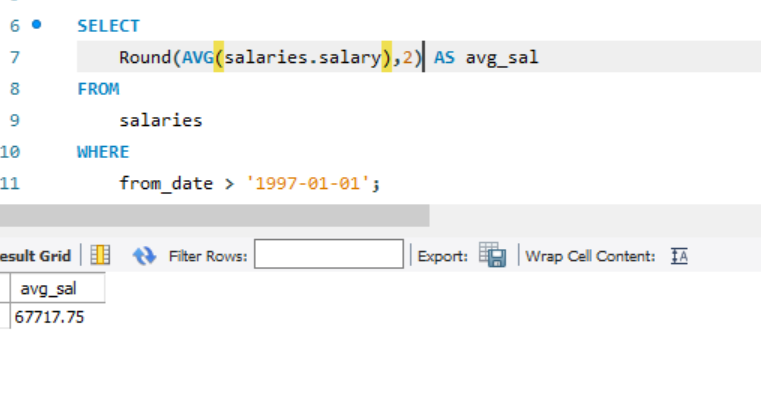 6 SELECT
7 Round(AVG(salaries.salary),2) AS avg_sal
8 FROM
9 salaries
10 WHERE
11 from_date > '1997-01-01';
esult Grid Filter Rows: Export: Wrap Cell Content: IA
avg_sal
67717.75